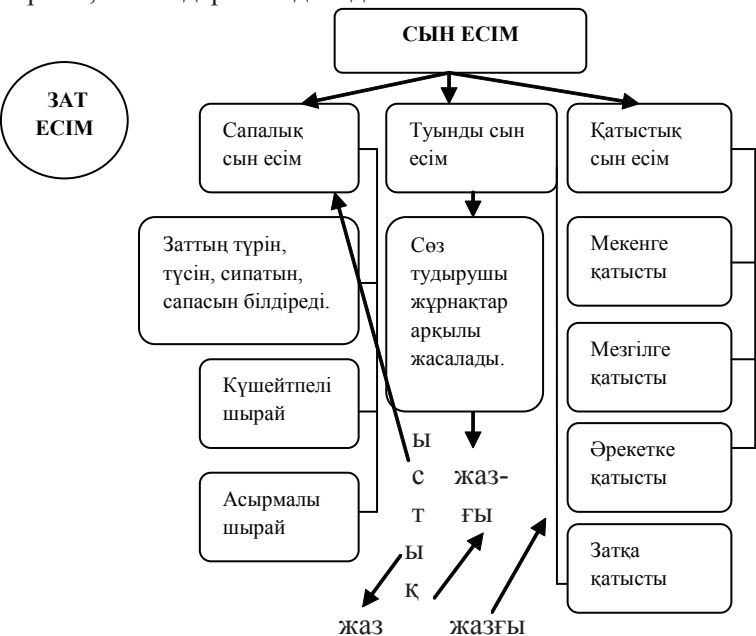 СЫН ЕСІМ
ЗАТ
ЕСІМ
Сапалық
сын есім
Туынды сын
есім
Қатыстық
сын есім
Заттың түрін,
түсін, сипатын,
сапасын білдіреді.
Сөз
тудырушы
жұрнақтар
арқылы
жасалады.
Мекенге
қатысты
Мезгілге
қатысты
Күшейтпелі
шырай
Әрекетке
қатысты
Асырмалы
шырай
Затқа
қатысты
ы
с
т
ы
қ
жаз-
ғы
жаз
жазғы